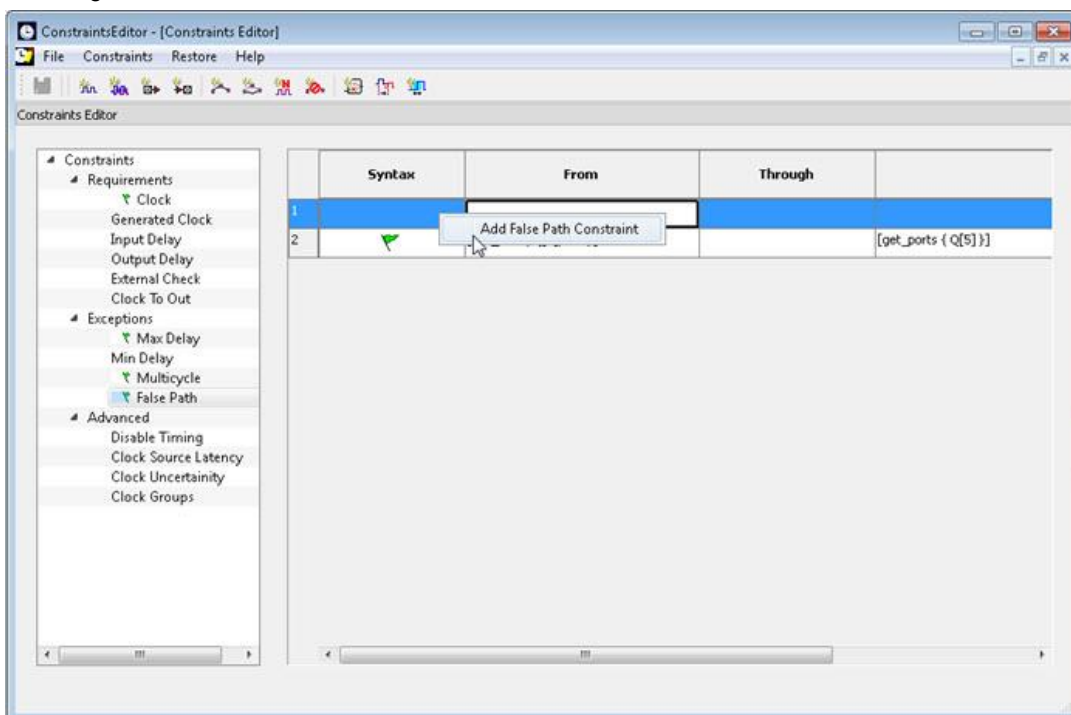 ConstraintsEditor - [Constraints Editor]
File Constraints Restore Help
Constraints Editor
Constraints
Requirements
Clock
Generated Clock
Input Delay
Output Delay
External Check
Clock To Out
Exceptions
Max Delay
Min Delay
Multicycle
False Path
Advanced
Disable Timing
Clock Source Latency
Clock Uncertainity
Clock Groups
Syntax From Through
1
Add False Path Constraint
2 [get_ports { Q[5] }]